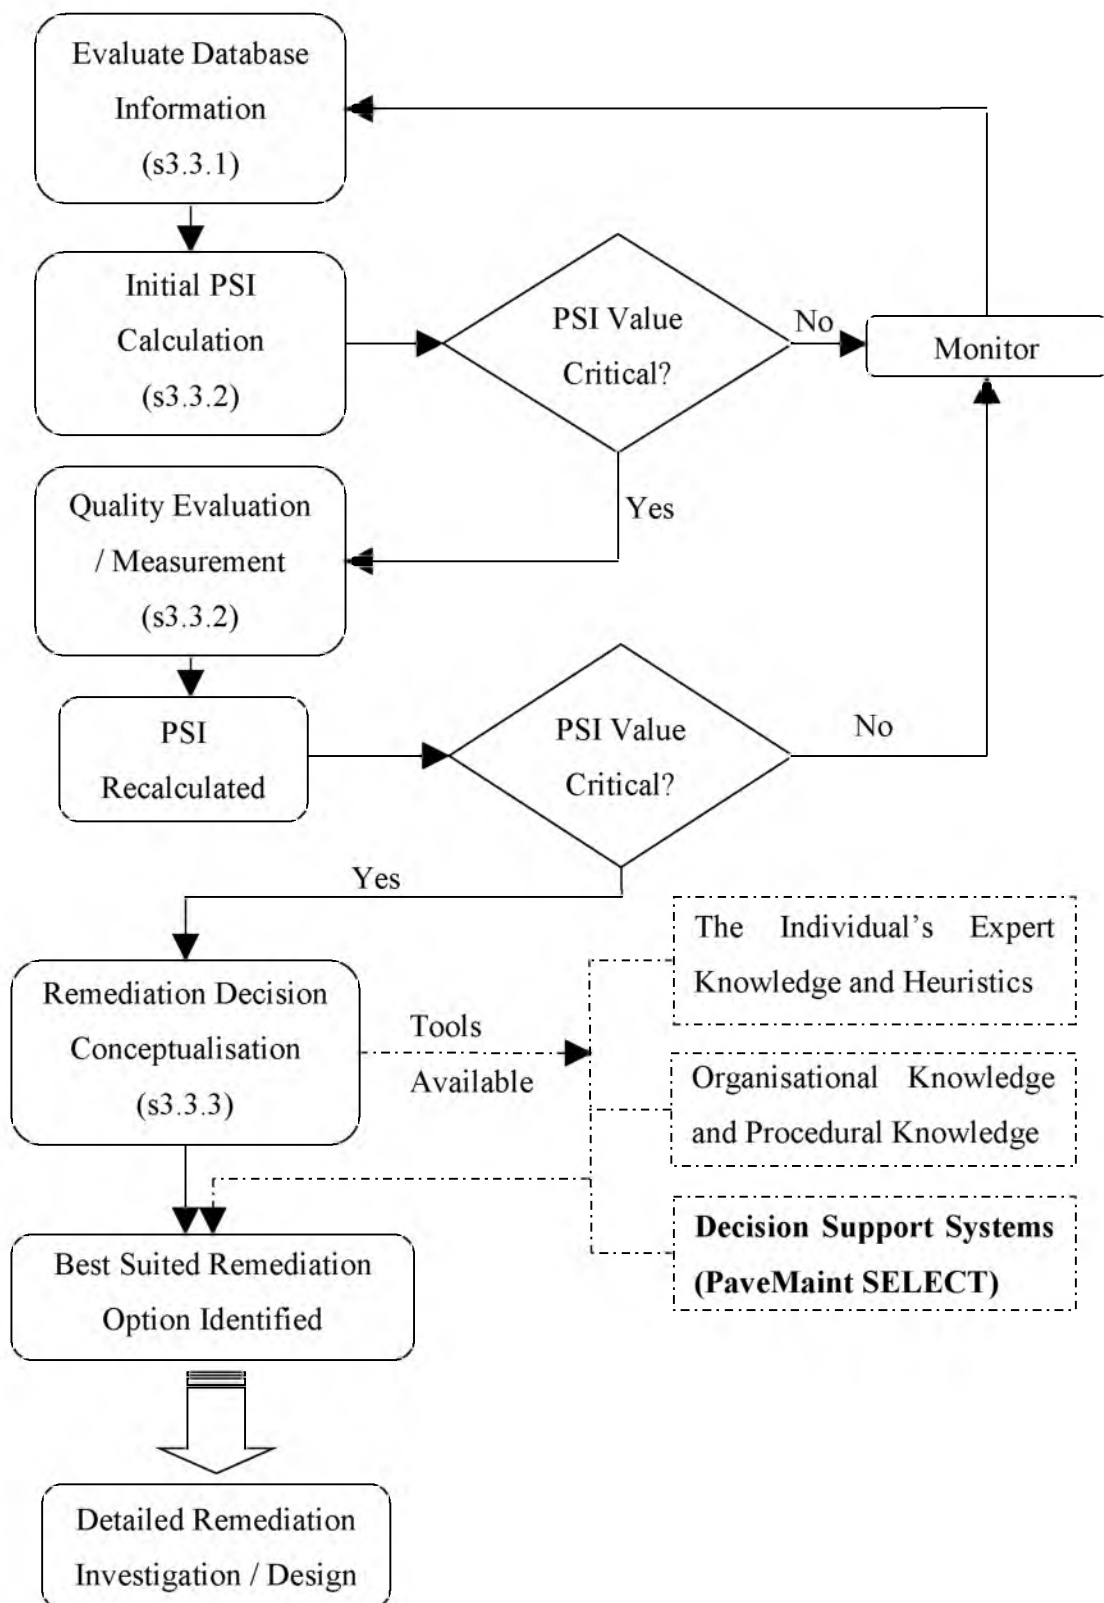 Evaluate Database
Information
(s3.3.1)
Initial PSI
Calculation
(s3.3.2)
PSI Value
Critical?
No
Monitor
Yes
Quality Evaluation
/ Measurement
(s3.3.2)
PSI
Recalculated
PSI Value
Critical?
No
Yes
Remediation Decision
Conceptualisation
(s3.3.3)
Tools
Available
The Individual’s Expert
Knowledge and Heuristics
Organisational Knowledge
and Procedural Knowledge
Decision Support Systems
(PaveMaint SELECT)
Best Suited Remediation
Option Identified
Detailed Remediation
Investigation / Design